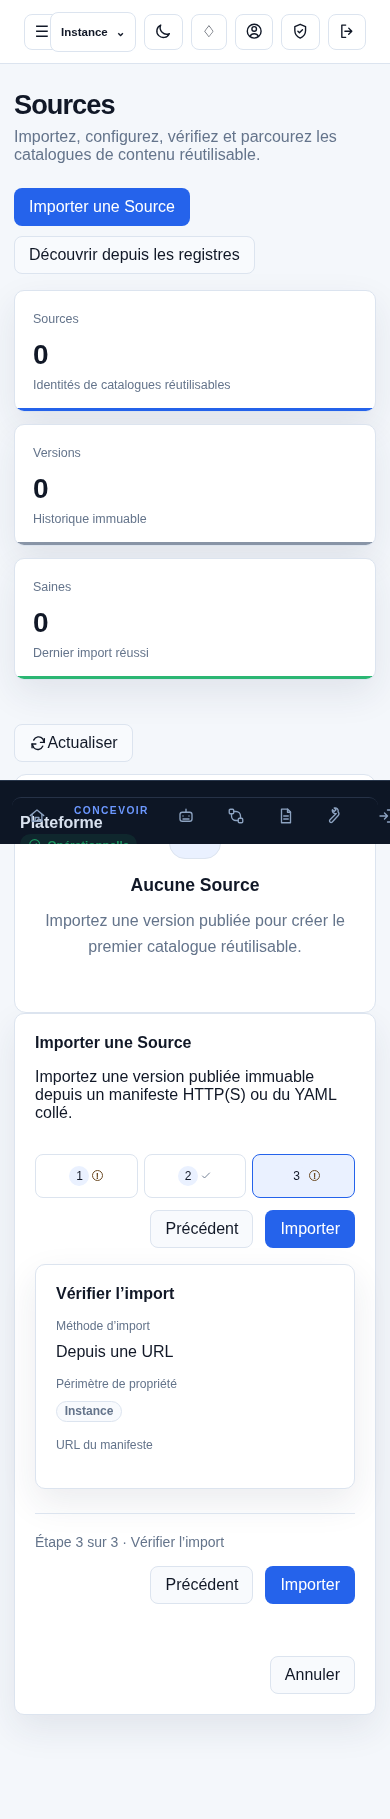 Instance
Sources
Importez, configurez, vérifiez et parcourez les
catalogues de contenu réutilisable.
Importer une Source
Découvrir depuis les registres
Sources
0
Identités de catalogues réutilisables
Versions
0
Historique immuable
Saines
0
Dernier import réussi
Actualiser
CONCEVOIR
Plateforme
Opérationnelle
Aucune Source
Importez une version publiée pour créer le
premier catalogue réutilisable.
Importer une Source
Importez une version publiée immuable
depuis un manifeste HTTP(S) ou du YAML
collé.
1
2
3
Précédent
Importer
Vérifier l’import
Méthode d’import
Depuis une URL
Périmètre de propriété
Instance
URL du manifeste
Étape 3 sur 3 · Vérifier l’import
Précédent
Importer
Annuler